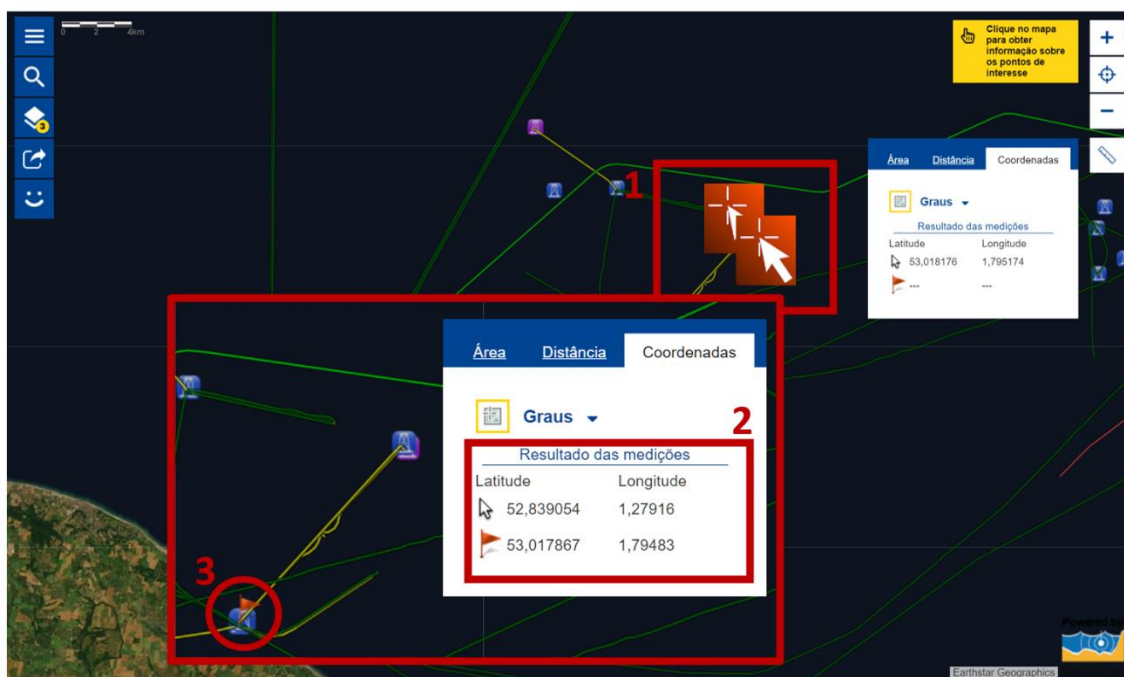 0 2 4km
Clique no mapa
para obter
informação sobre
os pontos de
interesse
3
1
Área Distância Coordenadas
Graus
Resultado das medições
Latitude Longitude
53,018176 1,795174
--- ---
Área Distância Coordenadas
Graus
2
Resultado das medições
Latitude Longitude
52,839054 1,27916
53,017867 1,79483
3
Powered by
Earthstar Geographics